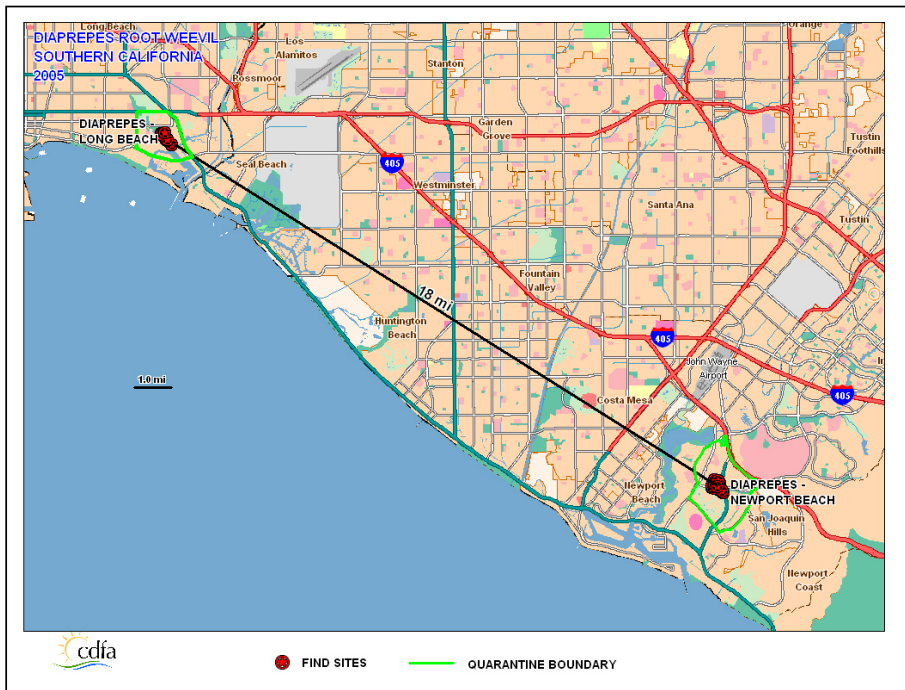 Long Beach
DIAPREPES ROOT WEEVIL
SOUTHERN CALIFORNIA
2005
Los
Alamitos
Orange
Rossmoor
Stanton
DIAPREPES -
LONG BEACH
Garden
Grove
Tustin
Foothills
Seal Beach
405
Westminster
Santa Ana
Tustin
Fountain
Valley
18 mi
Huntington
Beach
405
John Wayne
Airport
1.0 mi
405
Costa Mesa
Newport
Beach
DIAPREPES -
NEWPORT BEACH
San Joaquin
Hills
Newport
Coast
cdfa
FIND SITES
QUARANTINE BOUNDARY